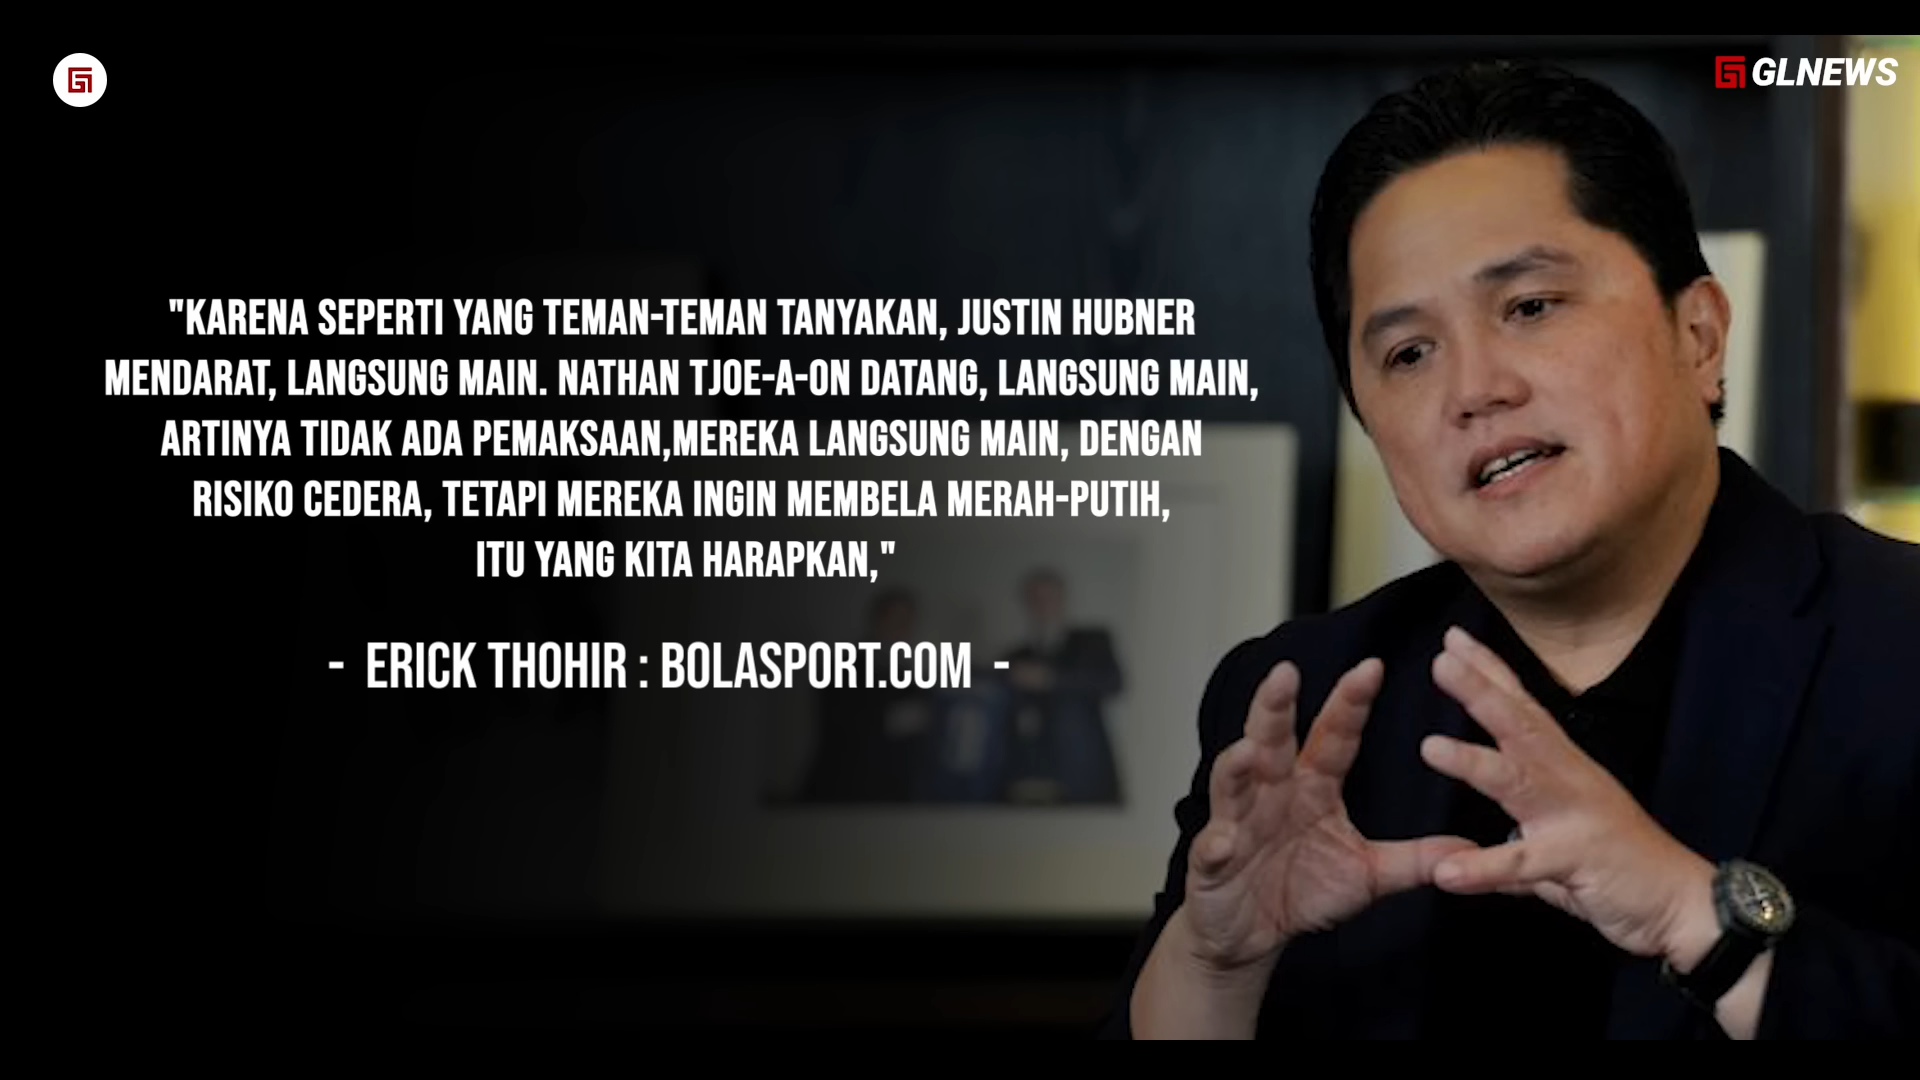 GLNEWS
"KARENA SEPERTI YANG TEMAN-TEMAN TANYAKAN, JUSTIN HUBNER
MENDARAT, LANGSUNG MAIN. NATHAN TJOE-A-ON DATANG, LANGSUNG MAIN,
ARTINYA TIDAK ADA PEMAKSAAN,MEREKA LANGSUNG MAIN, DENGAN
RISIKO CEDERA, TETAPI MEREKA INGIN MEMBELA MERAH-PUTIH,
ITU YANG KITA HARAPKAN,"
- ERICK THOHIR : BOLASPORT.COM -